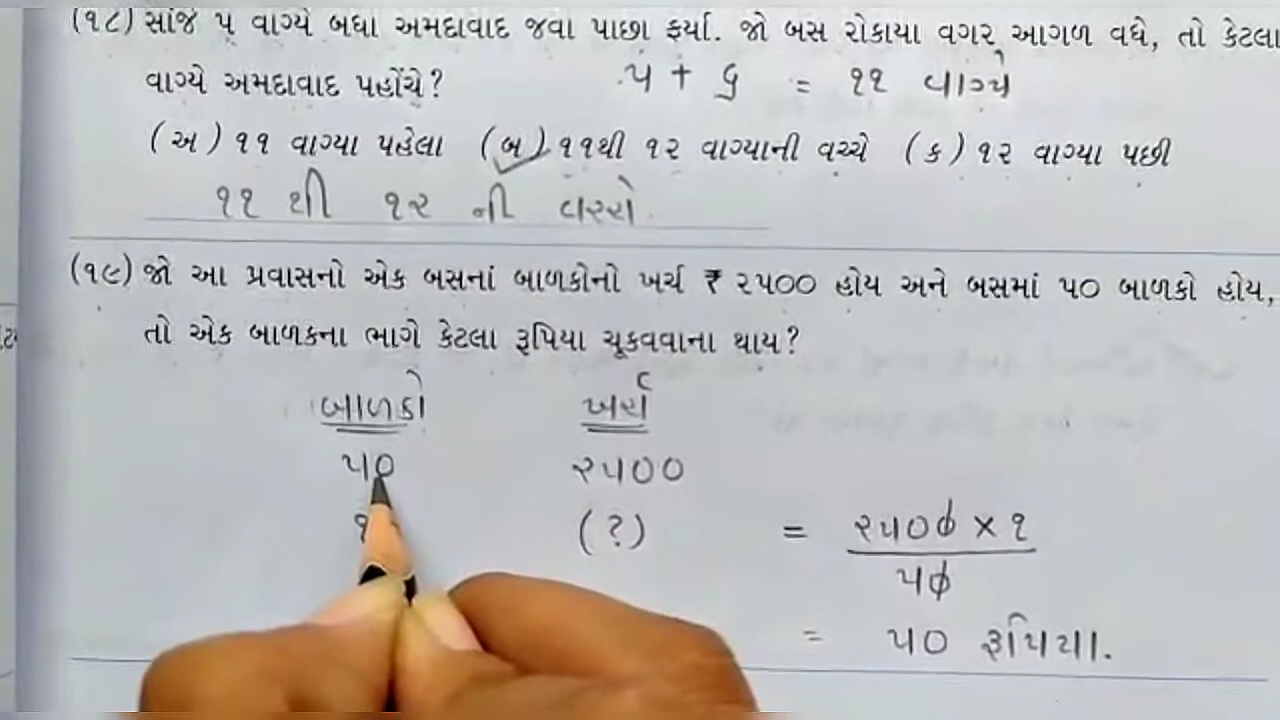 (૧૮) સાંજે ૫ વાગ્યે બધા અમદાવાદ જવા પાછા ફર્યા. જો બસ રોકાયા વગર આગળ વધે, તો કેટલા
વાગ્યે અમદાવાદ પહોંચે? ૫ + ૬ = ૧૧ વાગ્યે
(અ) ૧૧ વાગ્યા પહેલા (બ) ૧૧થી ૧૨ વાગ્યાની વચ્ચે (ક) ૧૨ વાગ્યા પછી
૧૧ થી ૧૨ ની વચ્ચે
(૧૯) જો આ પ્રવાસનો એક બસનાં બાળકોનો ખર્ચ ₹ ૨૫૦૦ હોય અને બસમાં ૫૦ બાળકો હોય,
તો એક બાળકના ભાગે કેટલા રૂપિયા ચૂકવવાના થાય?
બાળકો ખર્ચ
૫૦ ૨૫૦૦
૧ (?) = ૨૫૦૦ × ૧
૫૦
= ૫૦ રૂપિયા.